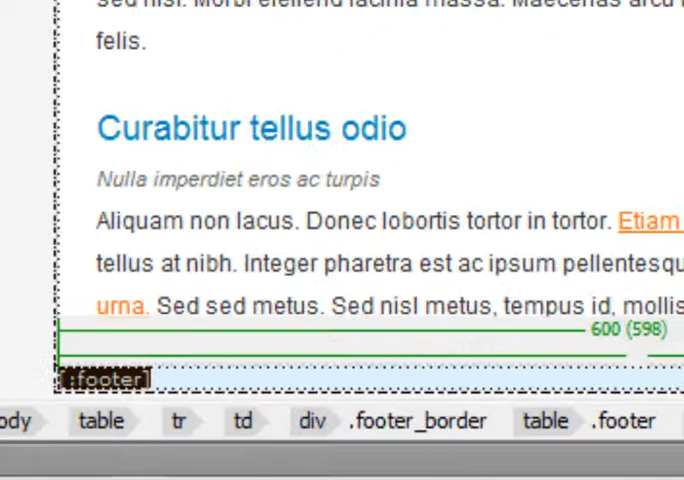 felis.
Curabitur tellus odio
Nulla imperdiet eros ac turpis
Aliquam non lacus. Donec lobortis tortor in tortor. Etiam
tellus at nibh. Integer pharetra est ac ipsum pellentesqu
urna. Sed sed metus. Sed nisl metus, tempus id, mollis
600 (598)
[:footer]
ody table tr td div .footer_border table .footer